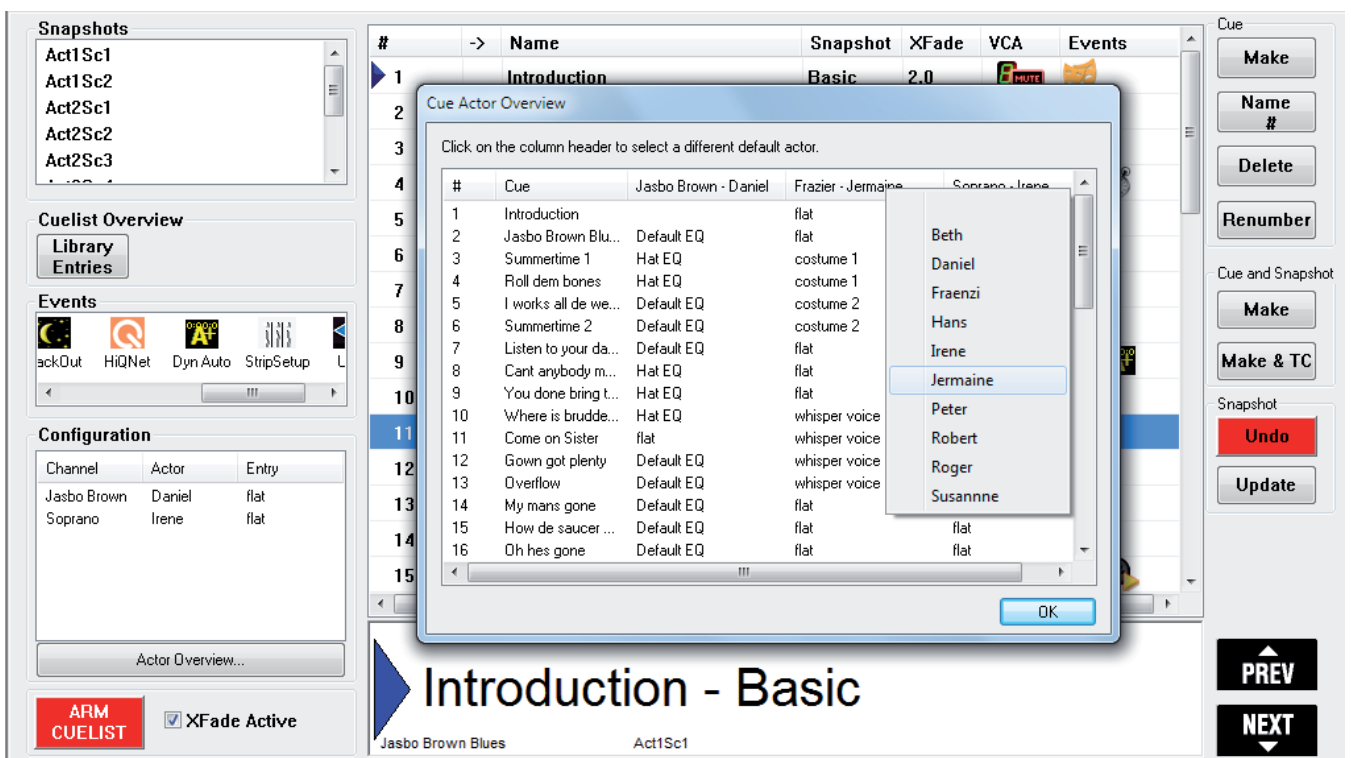 Snapshots
Act1Sc1
Act1Sc2
Act2Sc1
Act2Sc2
Act2Sc3
Cuelist Overview
Library
Entries
Events
ackOut HiQNet Dyn Auto StripSetup L
Configuration
Channel Actor Entry
Jasbo Brown Daniel flat
Soprano Irene flat
Actor Overview...
ARM
CUELIST
XFade Active
# -> Name Snapshot XFade VCA Events
1 Introduction Basic 2.0 MUTE
2
3
4
5
6
7
8
9
10
11
12
13
14
15
Cue Actor Overview
Click on the column header to select a different default actor.
# Cue Jasbo Brown - Daniel Frazier - Jermaine Soprano - Irene
1 Introduction flat
2 Jasbo Brown Blu... Default EQ flat
3 Summertime 1 Hat EQ costume 1
4 Roll dem bones Hat EQ costume 1
5 I works all de we... Default EQ costume 2
6 Summertime 2 Default EQ costume 2
7 Listen to your da... Default EQ flat
8 Cant anybody m... Hat EQ flat
9 You done bring t... Hat EQ flat
10 Where is brudde... Hat EQ whisper voice
11 Come on Sister flat whisper voice
12 Gown got plenty Default EQ whisper voice
13 Overflow Default EQ whisper voice
14 My mans gone Default EQ flat
15 How de saucer ... Default EQ flat flat
16 Oh hes gone Default EQ flat flat
Beth
Daniel
Fraenzi
Hans
Irene
Jermaine
Peter
Robert
Roger
Susannne
OK
Introduction - Basic
Jasbo Brown Blues Act1Sc1
Cue
Make
Name
#
Delete
Renumber
Cue and Snapshot
Make
Make & TC
Snapshot
Undo
Update
PREV
NEXT